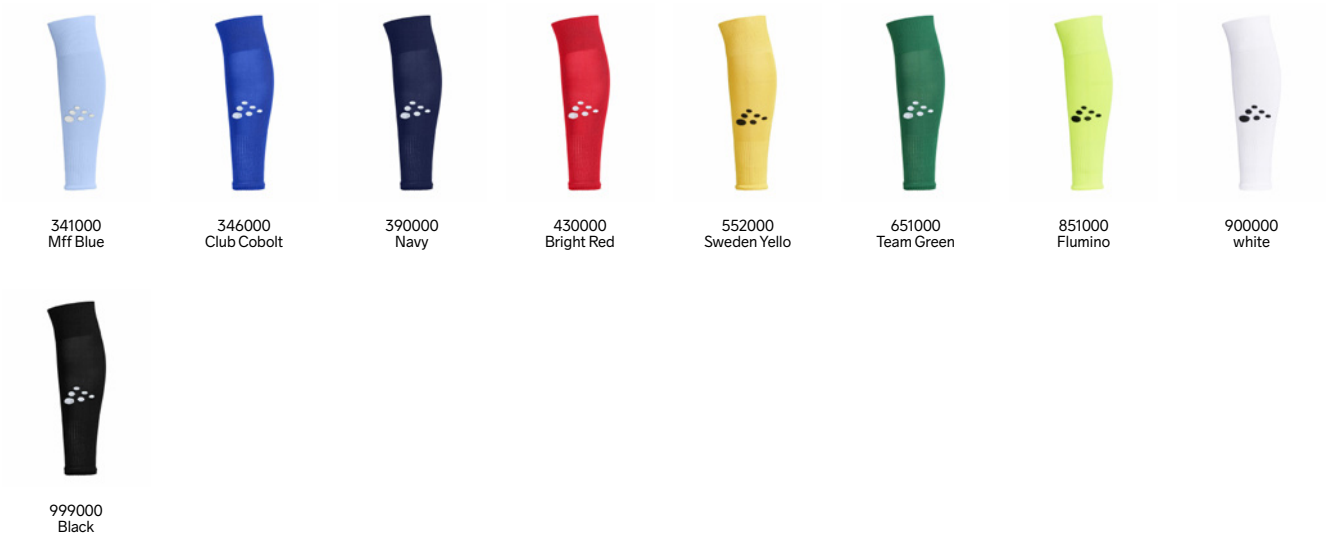 341000
Mff Blue
346000
Club Cobolt
390000
Navy
430000
Bright Red
552000
Sweden Yello
651000
Team Green
851000
Flumino
900000
white
999000
Black